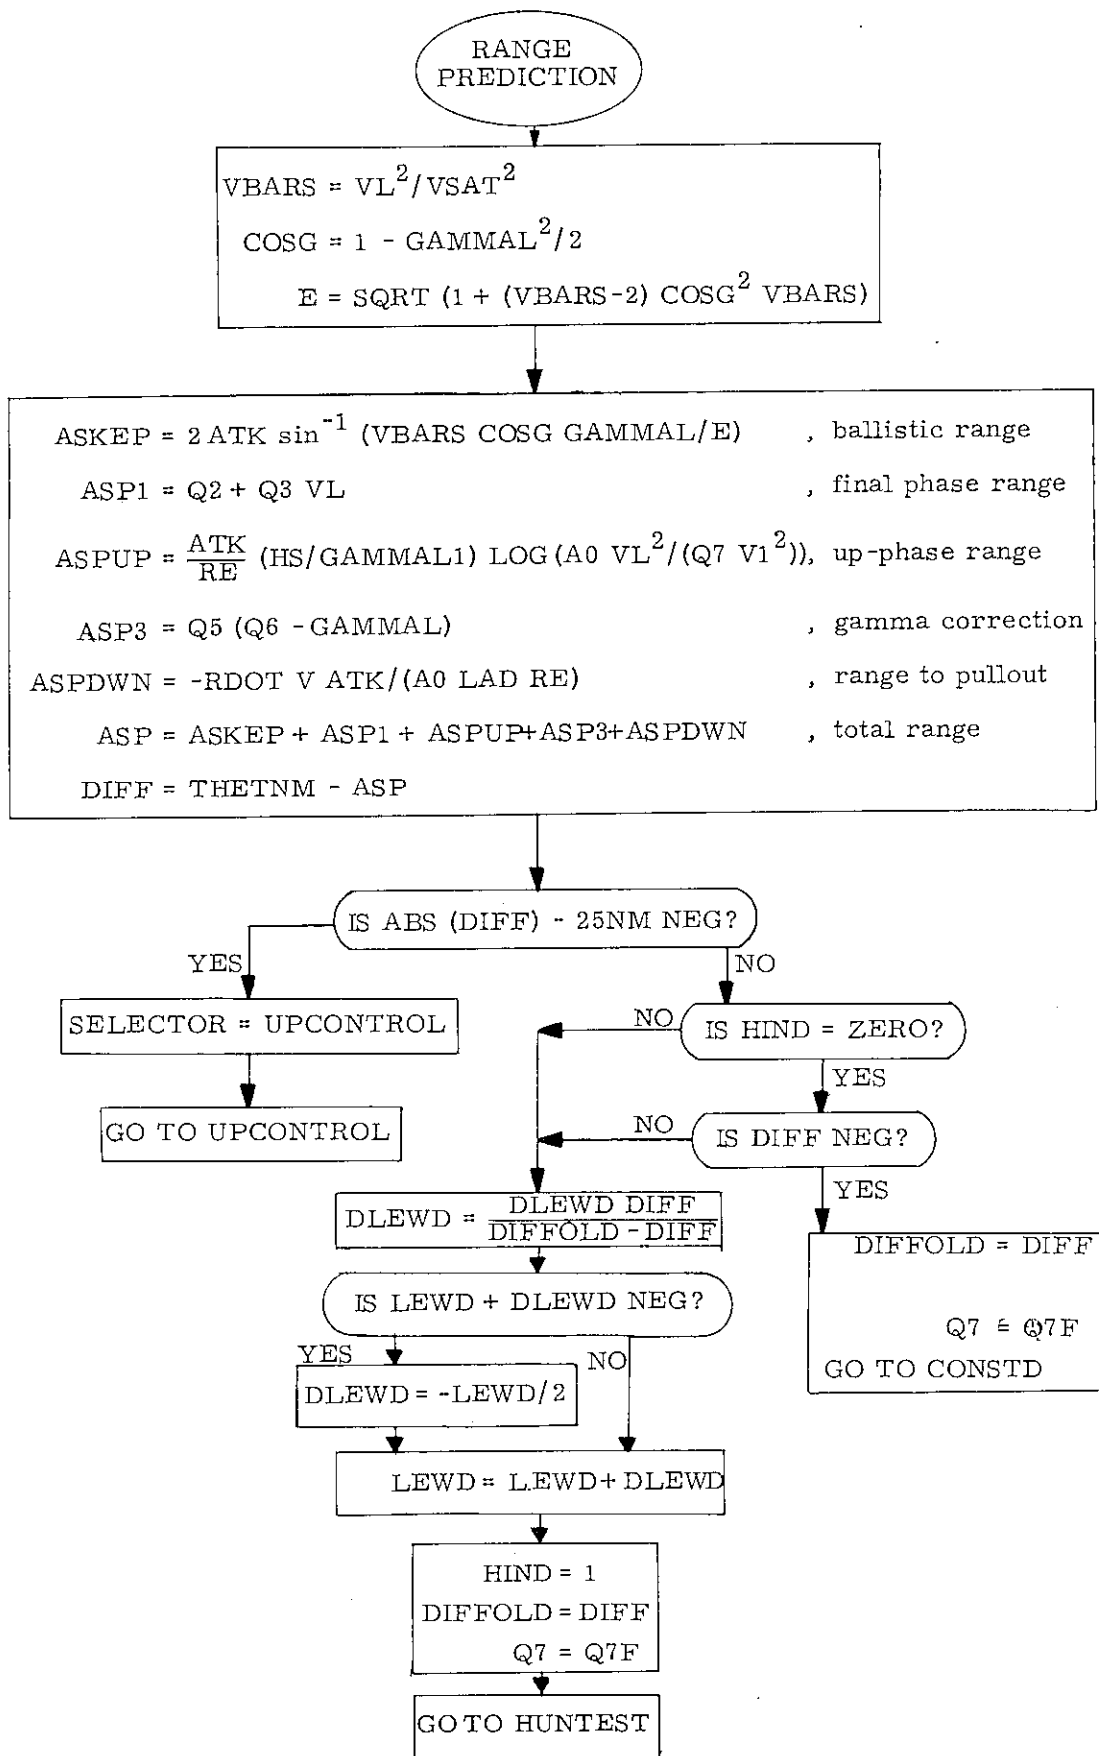 RANGE
PREDICTION
VBARS = VL²/VSAT²
COSG = 1 - GAMMAL²/2
E = SQRT (1 + (VBARS-2) COSG² VBARS)
ASKEP = 2 ATK sin⁻¹ (VBARS COSG GAMMAL/E) , ballistic range
ASP1 = Q2 + Q3 VL , final phase range
ASPUP = ATK/RE (HS/GAMMAL1) LOG (A0 VL²/(Q7 V1²)), up-phase range
ASP3 = Q5 (Q6 - GAMMAL) , gamma correction
ASPDWN = -RDOT V ATK/(A0 LAD RE) , range to pullout
ASP = ASKEP + ASP1 + ASPUP+ASP3+ASPDWN , total range
DIFF = THETNM - ASP
IS ABS (DIFF) - 25NM NEG?
YES
NO
SELECTOR = UPCONTROL
NO
IS HIND = ZERO?
YES
GO TO UPCONTROL
NO
IS DIFF NEG?
YES
DLEWD = DLEWD DIFF/DIFFOLD - DIFF
DIFFOLD = DIFF
IS LEWD + DLEWD NEG?
Q7 = Q7F
YES
NO
GO TO CONSTD
DLEWD = -LEWD/2
LEWD = LEWD+ DLEWD
HIND = 1
DIFFOLD = DIFF
Q7 = Q7F
GO TO HUNTEST